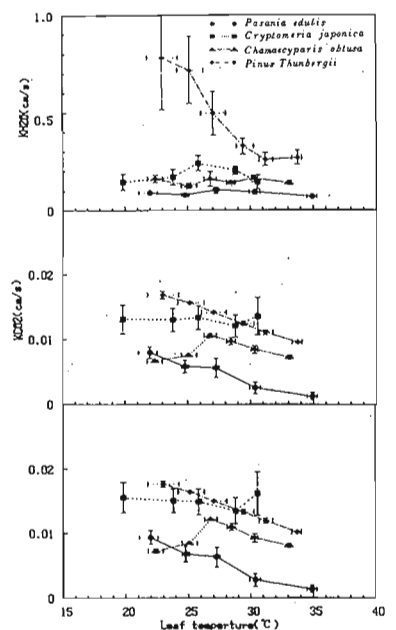 1.0
Pasania edulis
Cryptomeria japonica
Chamaecyparis obtusa
Pinus Thunbergii
KH2O(cm/s)
0.5
0
0.02
KCO2(cm/s)
0.01
0
0.02
0.01
0
15 20 25 30 35 40
Leaf temperture(℃)